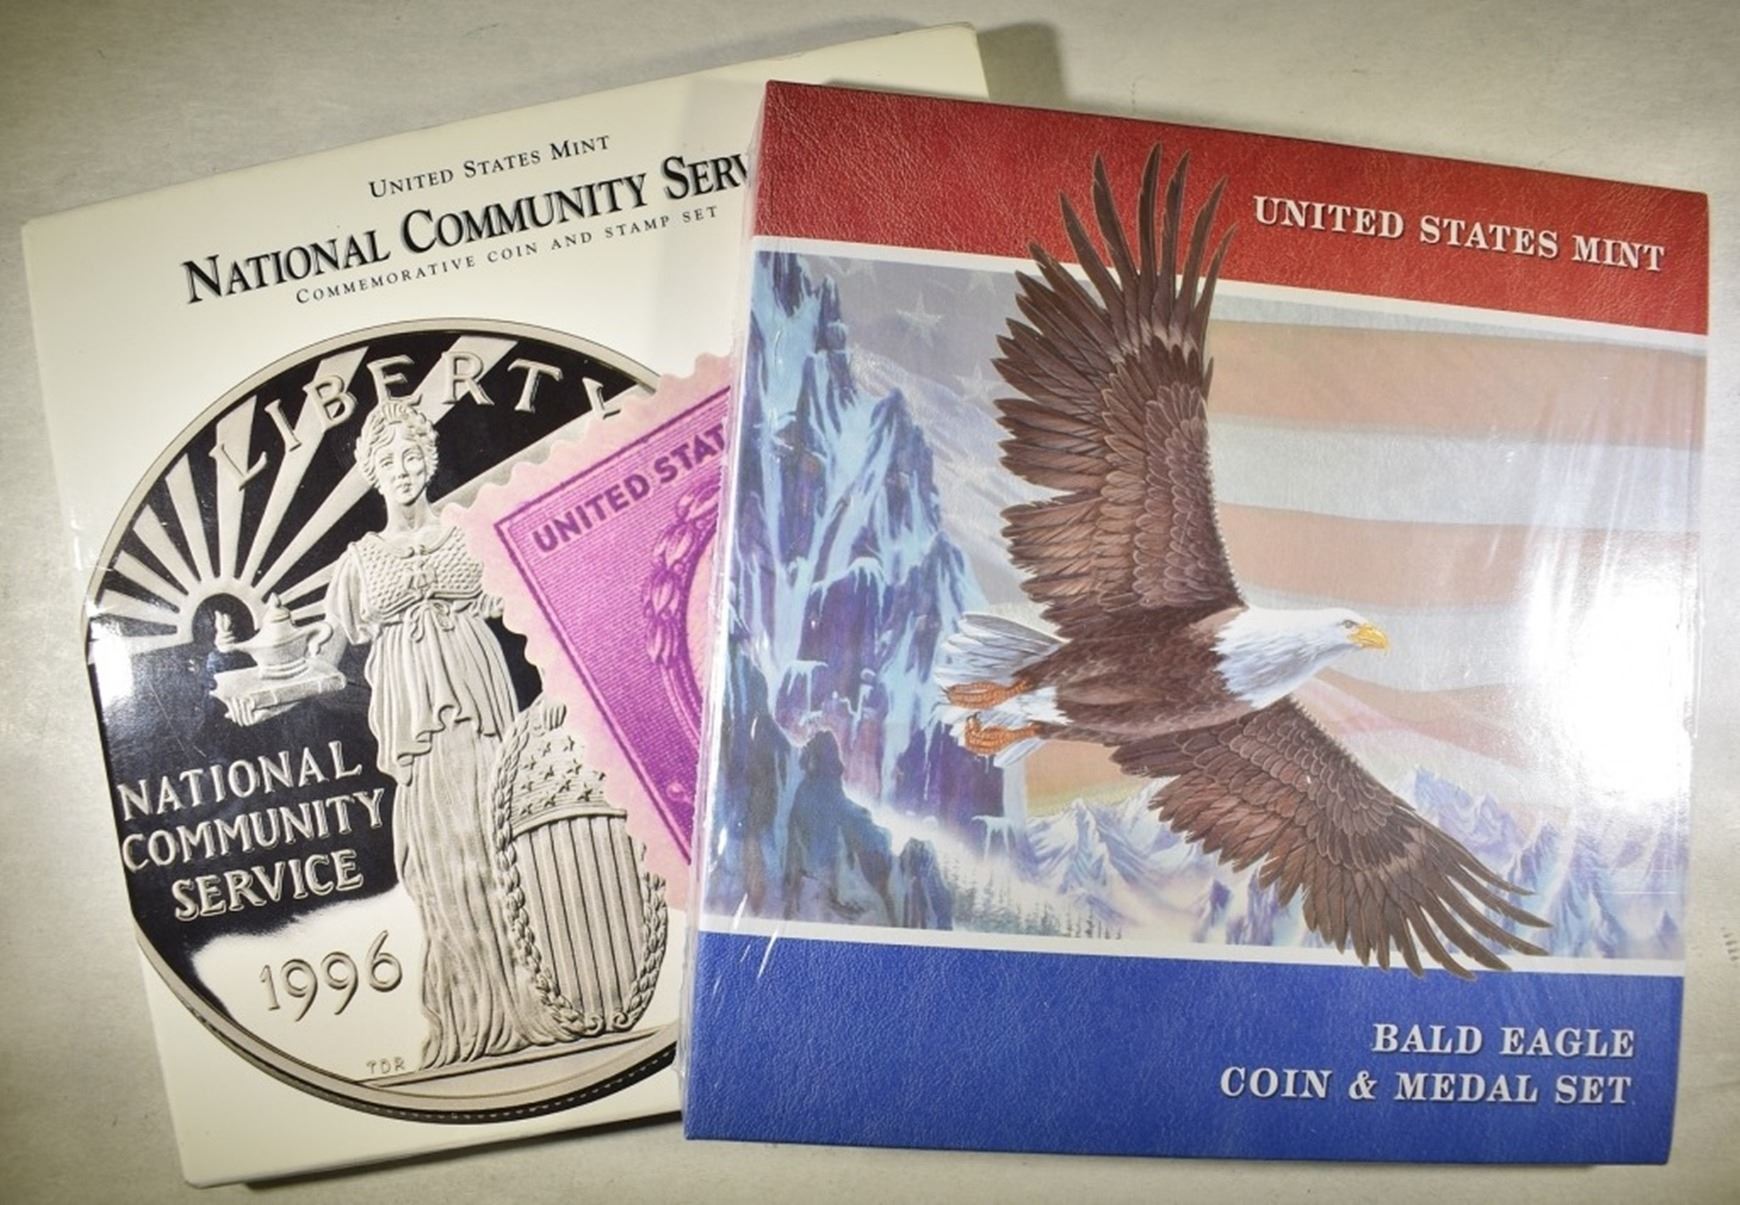 UNITED STATES MINT
NATIONAL COMMUNITY SERV
COMMEMORATIVE COIN AND STAMP SET
LIBERTY
UNITED STAT
NATIONAL
COMMUNITY
SERVICE
1996
TDR
UNITED STATES MINT
BALD EAGLE
COIN & MEDAL SET